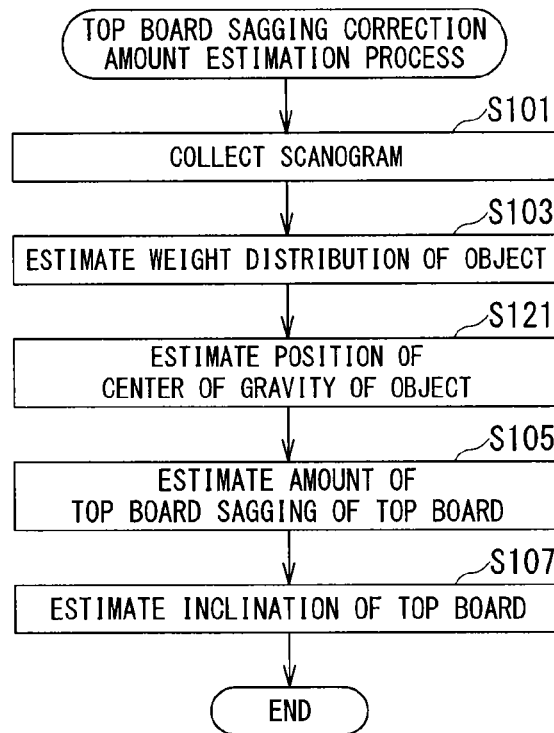 TOP BOARD SAGGING CORRECTION
AMOUNT ESTIMATION PROCESS
S101
COLLECT SCANOGRAM
S103
ESTIMATE WEIGHT DISTRIBUTION OF OBJECT
S121
ESTIMATE POSITION OF
CENTER OF GRAVITY OF OBJECT
S105
ESTIMATE AMOUNT OF
TOP BOARD SAGGING OF TOP BOARD
S107
ESTIMATE INCLINATION OF TOP BOARD
END